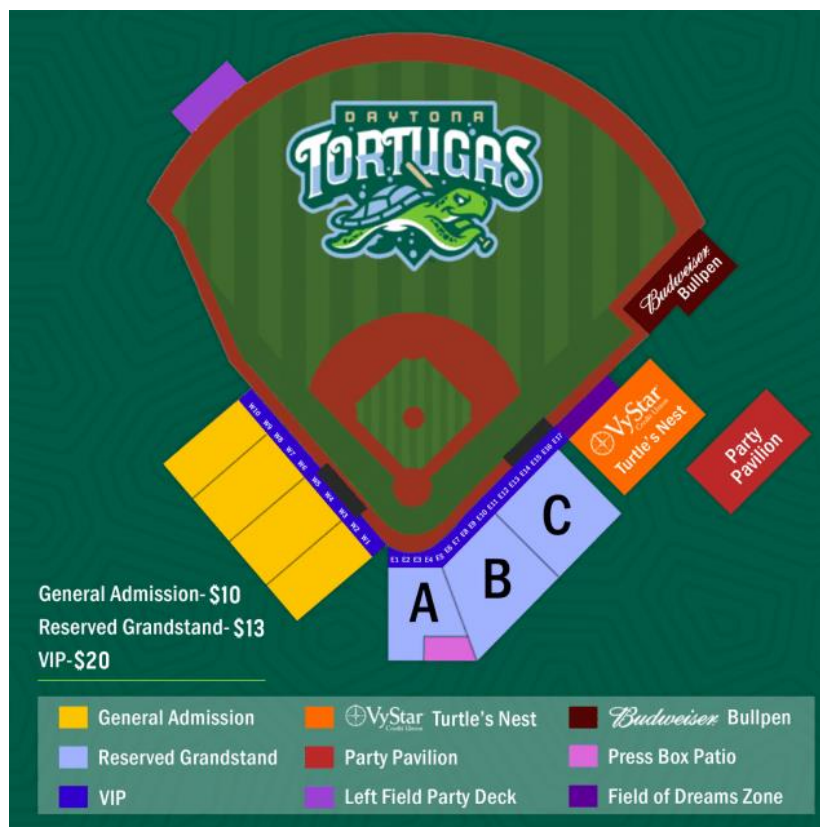 DAYTONA
TORTUGAS
Budweiser
Bullpen
VyStar
Credit Union
Turtle's Nest
Party
Pavilion
W10 W9 W8 W7 W6 W5 W4 W3 W2 W1
E1 E2 E3 E4 E5 E6 E7 E8 E9 E10 E11 E12 E13 E14 E15 E16 E17
A
B
C
General Admission- $10
Reserved Grandstand- $13
VIP-$20
General Admission
VyStar Credit Union Turtle's Nest
Budweiser Bullpen
Reserved Grandstand
Party Pavilion
Press Box Patio
VIP
Left Field Party Deck
Field of Dreams Zone